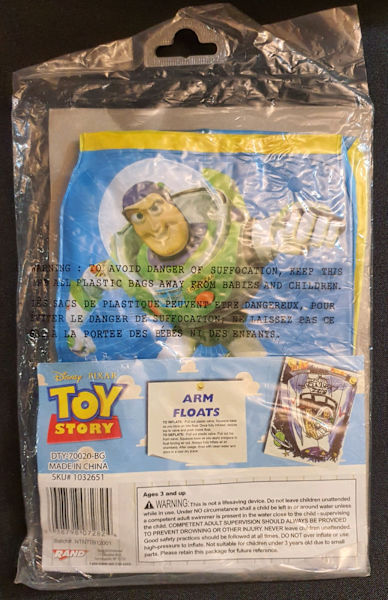 WARNING : TO AVOID DANGER OF SUFFOCATION, KEEP THIS
AND ALL PLASTIC BAGS AWAY FROM BABIES AND CHILDREN.
LES SACS DE PLASTIQUE PEUVENT ETRE DANGEREUX, POUR
EVITER LE DANGER DE SUFFOCATION, NE LAISSEZ PAS CE
SAC A LA PORTEE DES BEBES NI DES ENFANTS.
Disney · PIXAR
TOY
STORY
ARM
FLOATS
TO INFLATE:
TO DEFLATE:
DTY-70020-BG
MADE IN CHINA
SKU# 1032651
RAND
Ages 3 and up
WARNING: This is not a lifesaving device. Do not leave children unattended
while in use. Under NO circumstance shall a child be left in or around water unless
a competent adult swimmer is present in the water close to the child - supervising
the child. COMPETENT ADULT SUPERVISION SHOULD ALWAYS BE PROVIDED
TO PREVENT DROWNING OR OTHER INJURY. NEVER leave children unattended.
Good safety practices should be followed at all times. DO NOT over inflate or use
high-pressure to inflate. Not suitable for children under 3 years old due to small
parts. Please retain this package for future reference.